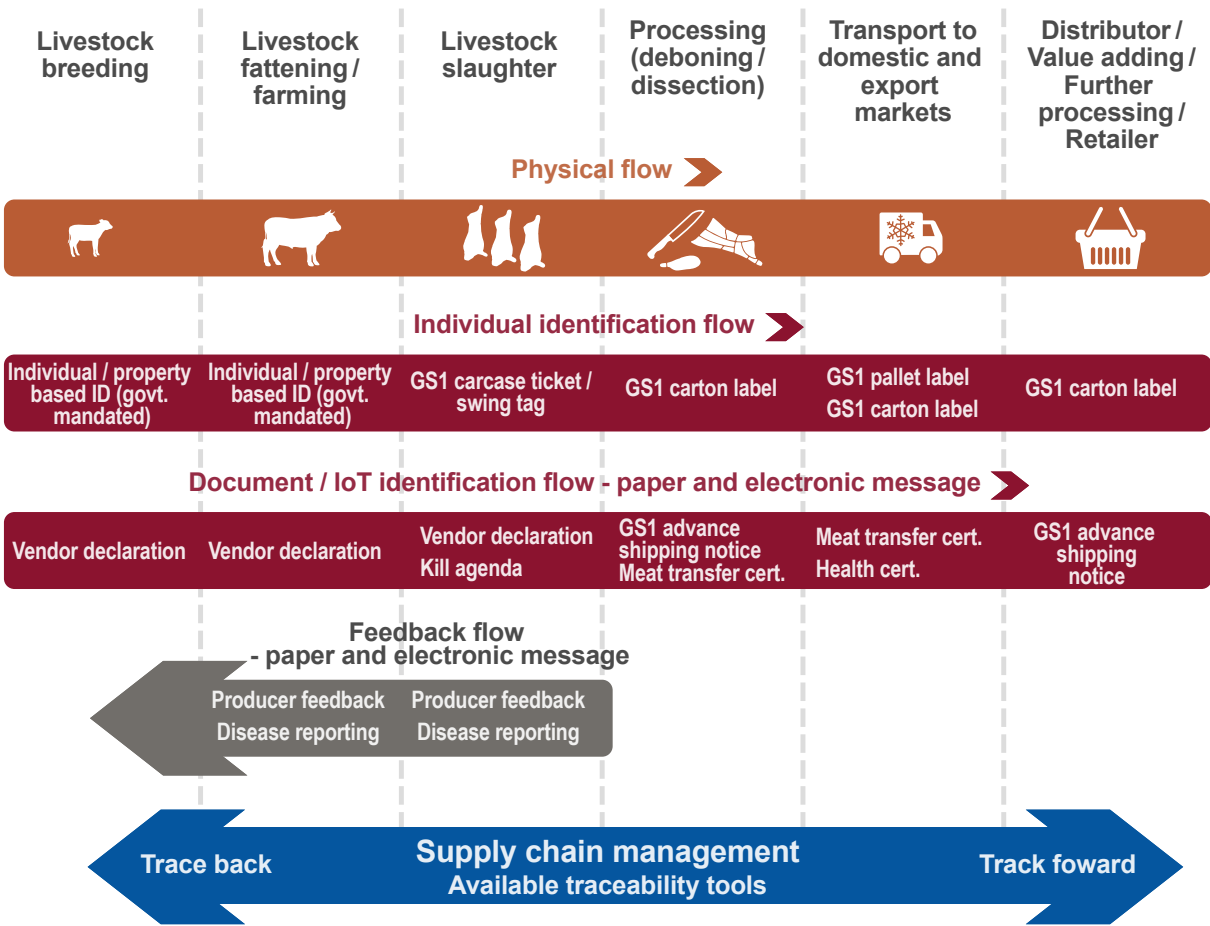 Livestock
breeding
Livestock
fattening /
farming
Livestock
slaughter
Processing
(deboning /
dissection)
Transport to
domestic and
export
markets
Distributor /
Value adding /
Further
processing /
Retailer
Physical flow
Individual identification flow
Individual / property
based ID (govt.
mandated)
Individual / property
based ID (govt.
mandated)
GS1 carcase ticket /
swing tag
GS1 carton label
GS1 pallet label
GS1 carton label
GS1 carton label
Document / IoT identification flow - paper and electronic message
Vendor declaration
Vendor declaration
Vendor declaration
Kill agenda
GS1 advance
shipping notice
Meat transfer cert.
Meat transfer cert.
Health cert.
GS1 advance
shipping
notice
Feedback flow
- paper and electronic message
Producer feedback
Disease reporting
Producer feedback
Disease reporting
Trace back
Supply chain management
Available traceability tools
Track foward